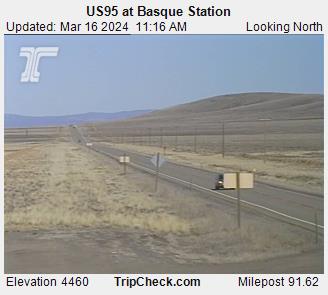 US95 at Basque Station
Updated: Mar 16 2024 11:16 AM Looking North
Elevation 4460 TripCheck.com Milepost 91.62